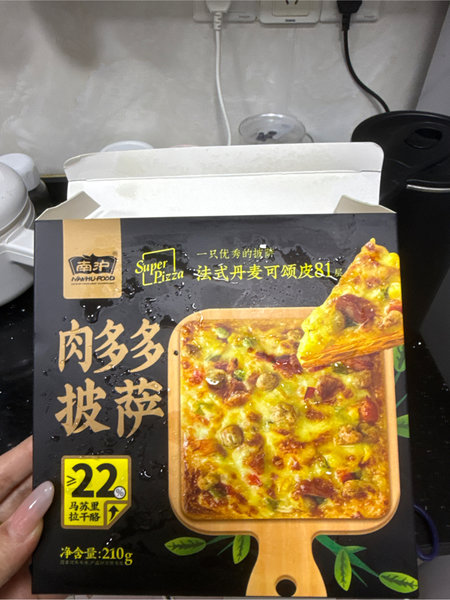 南沪
NANHU FOOD
Super
Pizza
一只优秀的披萨
法式丹麦可颂皮81层
肉多多
披萨
≥22%
马苏里
拉干酪
净含量:210g